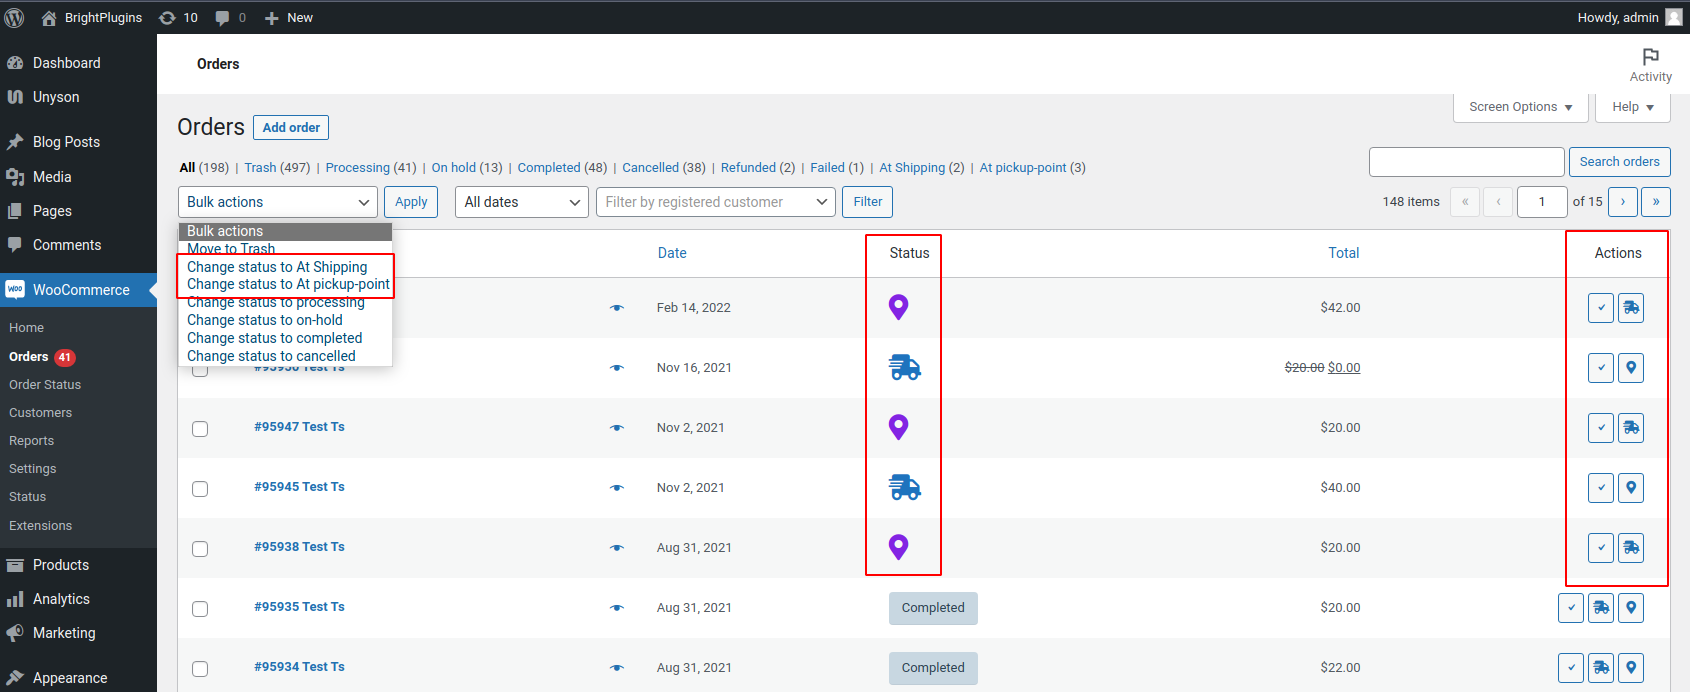 BrightPlugins 10 0 New Howdy, admin
Dashboard
Unyson
Blog Posts
Media
Pages
Comments
WooCommerce
Home
Orders 41
Order Status
Customers
Reports
Settings
Status
Extensions
Products
Analytics
Marketing
Appearance
Orders
Activity
Screen Options Help
Orders Add order
All (198) | Trash (497) | Processing (41) | On hold (13) | Completed (48) | Cancelled (38) | Refunded (2) | Failed (1) | At Shipping (2) | At pickup-point (3)
Search orders
Bulk actions Apply All dates Filter by registered customer Filter
148 items « ‹ 1 of 15 › »
Bulk actions
Move to Trash
Change status to At Shipping
Change status to At pickup-point
Change status to processing
Change status to on-hold
Change status to completed
Change status to cancelled
Date Status Total Actions
Feb 14, 2022 $42.00
Nov 16, 2021 $20.00 $0.00
#95947 Test Ts Nov 2, 2021 $20.00
#95945 Test Ts Nov 2, 2021 $40.00
#95938 Test Ts Aug 31, 2021 $20.00
#95935 Test Ts Aug 31, 2021 Completed $20.00
#95934 Test Ts Aug 31, 2021 Completed $22.00